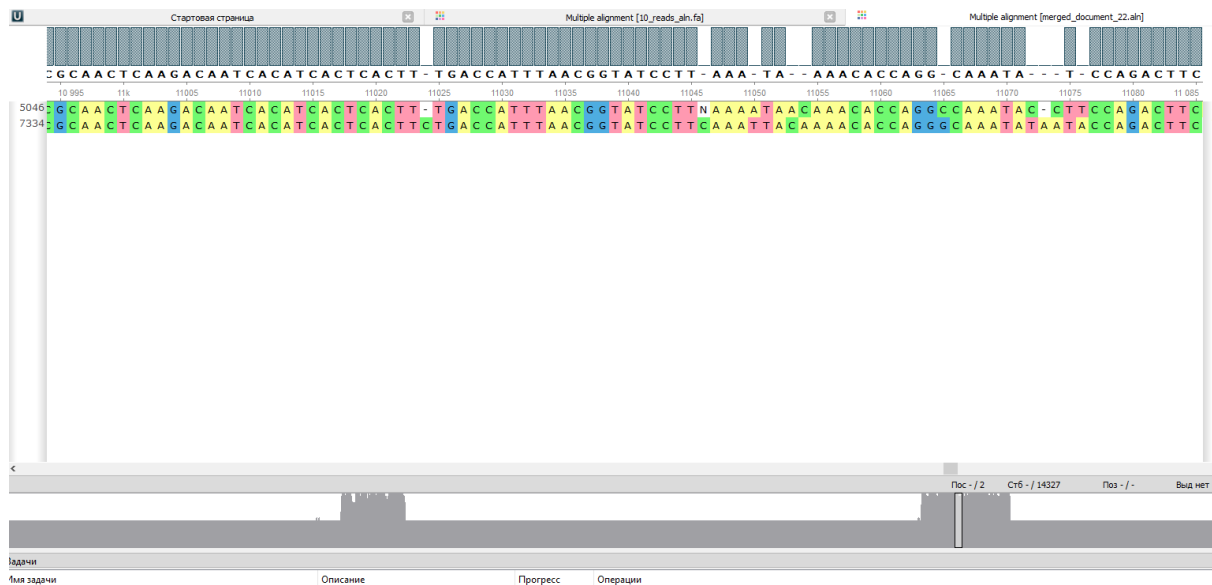 U Стартовая страница Multiple alignment [10_reads_aln.fa] Multiple alignment [merged_document_22.aln]
CGCAACTCAAGACAATCACATCACTCACTT-TGACCATTTAACGGTATCCTT-AAA-TA--AAACACCAGG-CAAATA---T-CCAGACTTC
10 995 11k 11005 11010 11015 11020 11025 11030 11035 11040 11045 11050 11055 11060 11065 11070 11075 11080 11 085
5046 CGCAACTCAAGACAATCACATCACTCACTT-TGACCATTTAACGGTATCCTTNAAAATAACAAACACCAGGCCAAATAC-CTTCCAGACTTC
7334 CGCAACTCAAGACAATCACATCACTCACTTCTGACCATTTAACGGTATCCTTCAAATTACAAAACACCAGGGCAAATATAATACCAGACTTC
Пос - / 2 Стб - / 14327 Поз - / - Выд нет
Задачи
Имя задачи Описание Прогресс Операции